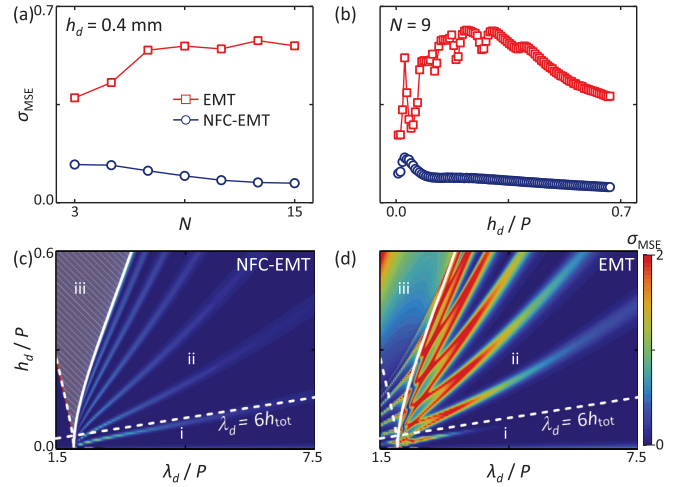 (a)
0.7
h_d = 0.4 mm
σ_MSE
EMT
NFC-EMT
0.0
3
N
15
(b)
N = 9
0.0
h_d / P
0.7
(c)
0.6
NFC-EMT
iii
h_d / P
ii
λ_d = 6h_tot
i
0.0
1.5
λ_d / P
7.5
(d)
EMT
σ_MSE
2
iii
ii
λ_d = 6h_tot
i
0
1.5
λ_d / P
7.5